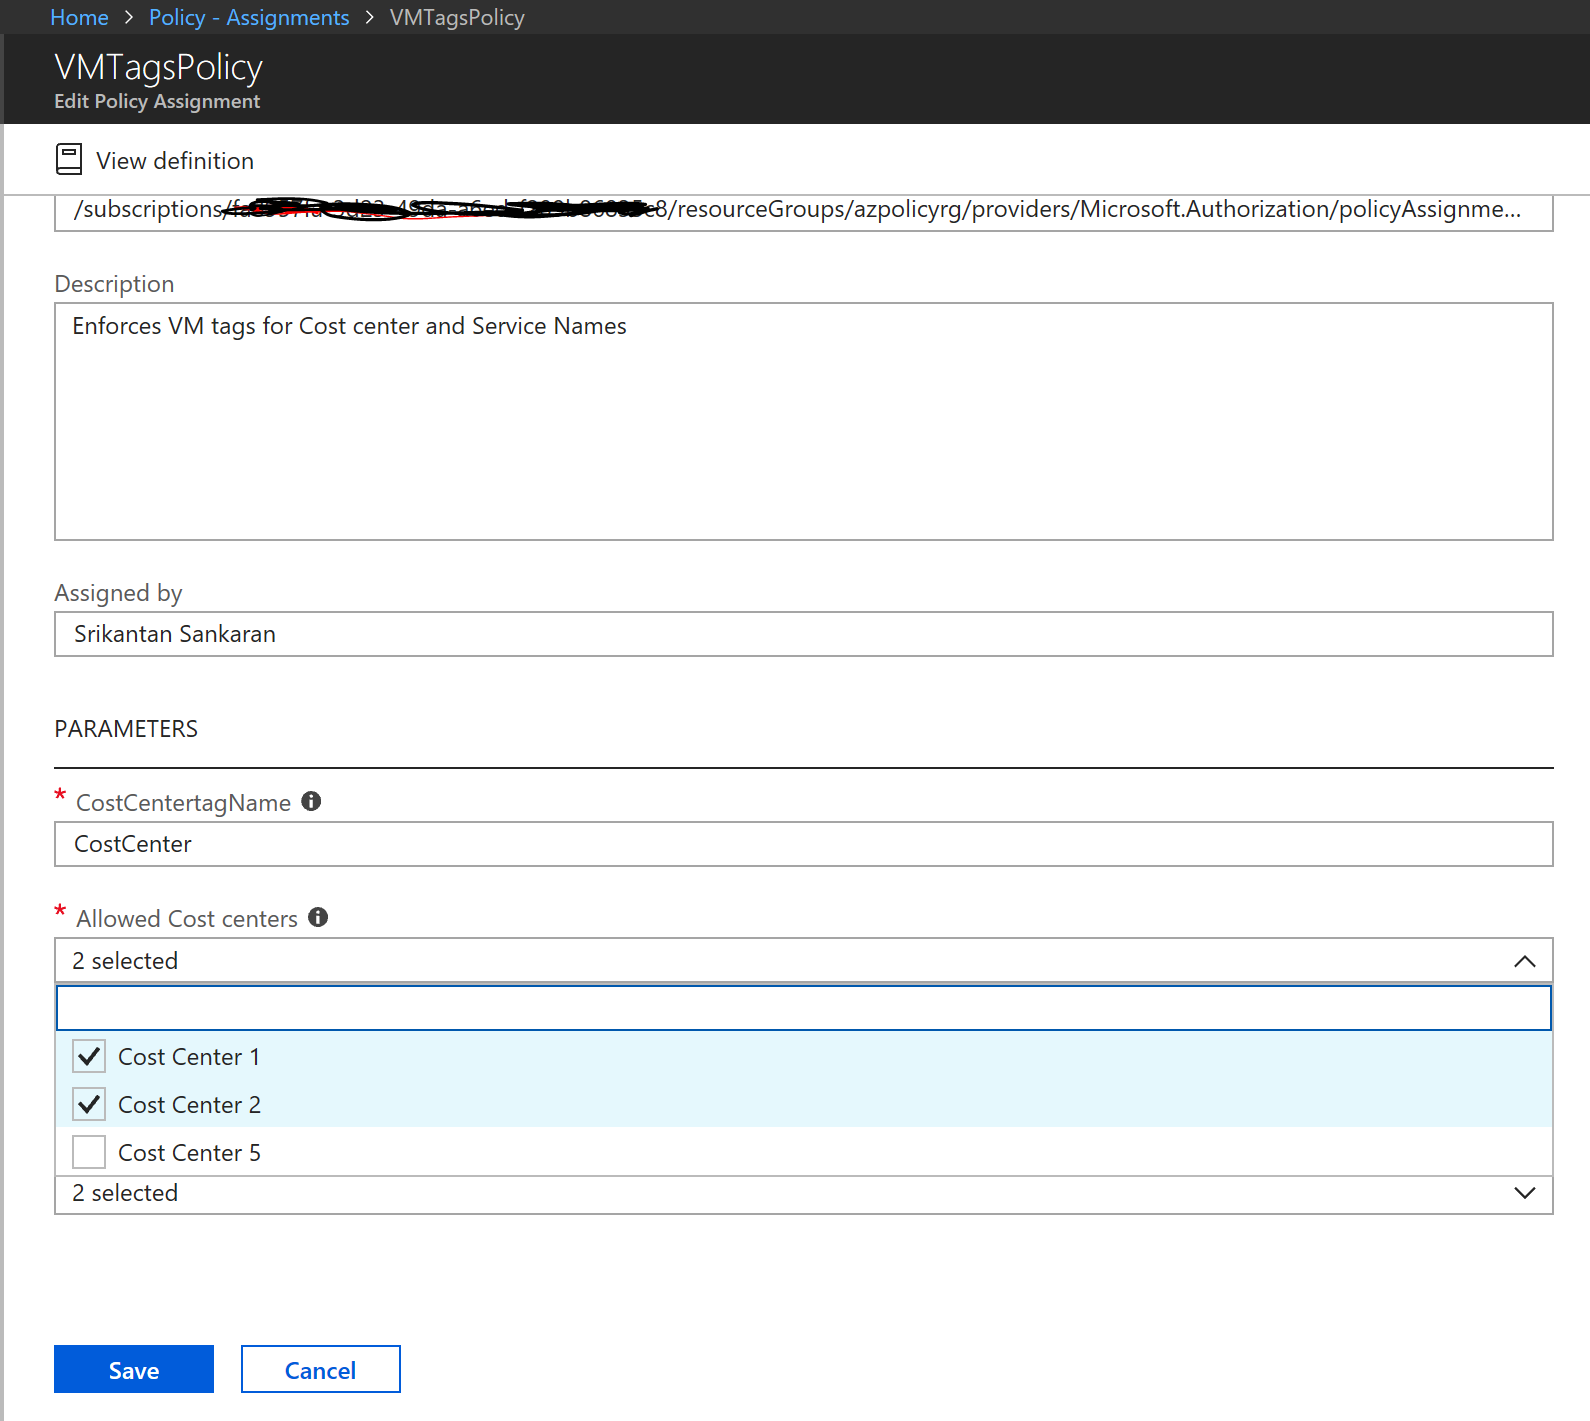 Home > Policy - Assignments > VMTagsPolicy
VMTagsPolicy
Edit Policy Assignment
View definition
/subscriptions/ 8/resourceGroups/azpolicyrg/providers/Microsoft.Authorization/policyAssignme...
Description
Enforces VM tags for Cost center and Service Names
Assigned by
Srikantan Sankaran
PARAMETERS
* CostCentertagName
CostCenter
* Allowed Cost centers
2 selected
Cost Center 1
Cost Center 2
Cost Center 5
2 selected
Save
Cancel